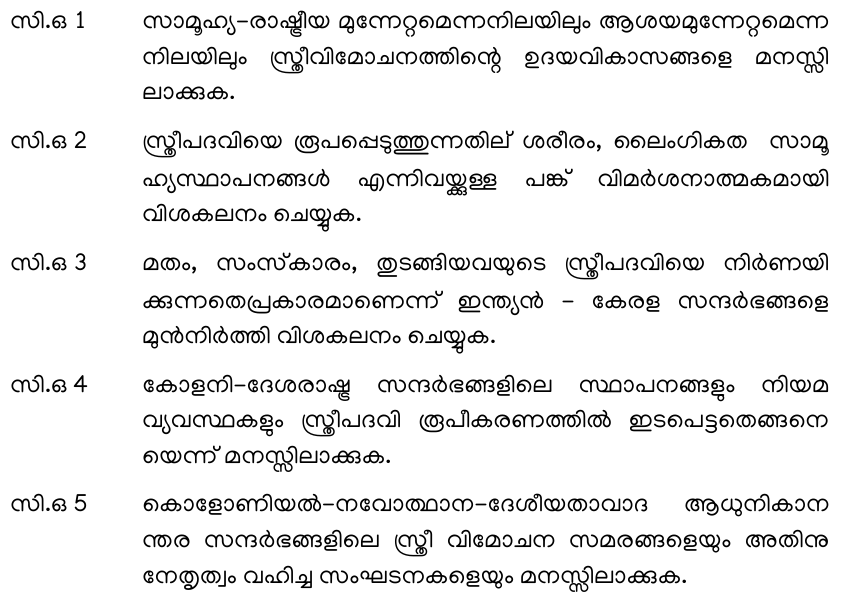 സി.ഒ 1 സാമൂഹ്യ-രാഷ്ട്രീയ മുന്നേറ്റമെന്നനിലയിലും ആശയമുന്നേറ്റമെന്ന
നിലയിലും സ്ത്രീവിമോചനത്തിന്റെ ഉദയവികാസങ്ങളെ മനസ്സി
ലാക്കുക.
സി.ഒ 2 സ്ത്രീപദവിയെ രൂപപ്പെടുത്തുന്നതില് ശരീരം, ലൈംഗികത സാമൂ
ഹ്യസ്ഥാപനങ്ങൾ എന്നിവയ്ക്കുള്ള പങ്ക് വിമർശനാത്മകമായി
വിശകലനം ചെയ്യുക.
സി.ഒ 3 മതം, സംസ്കാരം, തുടങ്ങിയവയുടെ സ്ത്രീപദവിയെ നിർണയി
ക്കുന്നതെപ്രകാരമാണെന്ന് ഇന്ത്യൻ - കേരള സന്ദർഭങ്ങളെ
മുൻനിർത്തി വിശകലനം ചെയ്യുക.
സി.ഒ 4 കോളനി-ദേശരാഷ്ട്ര സന്ദർഭങ്ങളിലെ സ്ഥാപനങ്ങളും നിയമ
വ്യവസ്ഥകളും സ്ത്രീപദവി രൂപീകരണത്തിൽ ഇടപെട്ടതെങ്ങനെ
യെന്ന് മനസ്സിലാക്കുക.
സി.ഒ 5 കൊളോണിയൽ-നവോത്ഥാന-ദേശീയതാവാദ ആധുനികാന
ന്തര സന്ദർഭങ്ങളിലെ സ്ത്രീ വിമോചന സമരങ്ങളെയും അതിനു
നേതൃത്വം വഹിച്ച സംഘടനകളെയും മനസ്സിലാക്കുക.